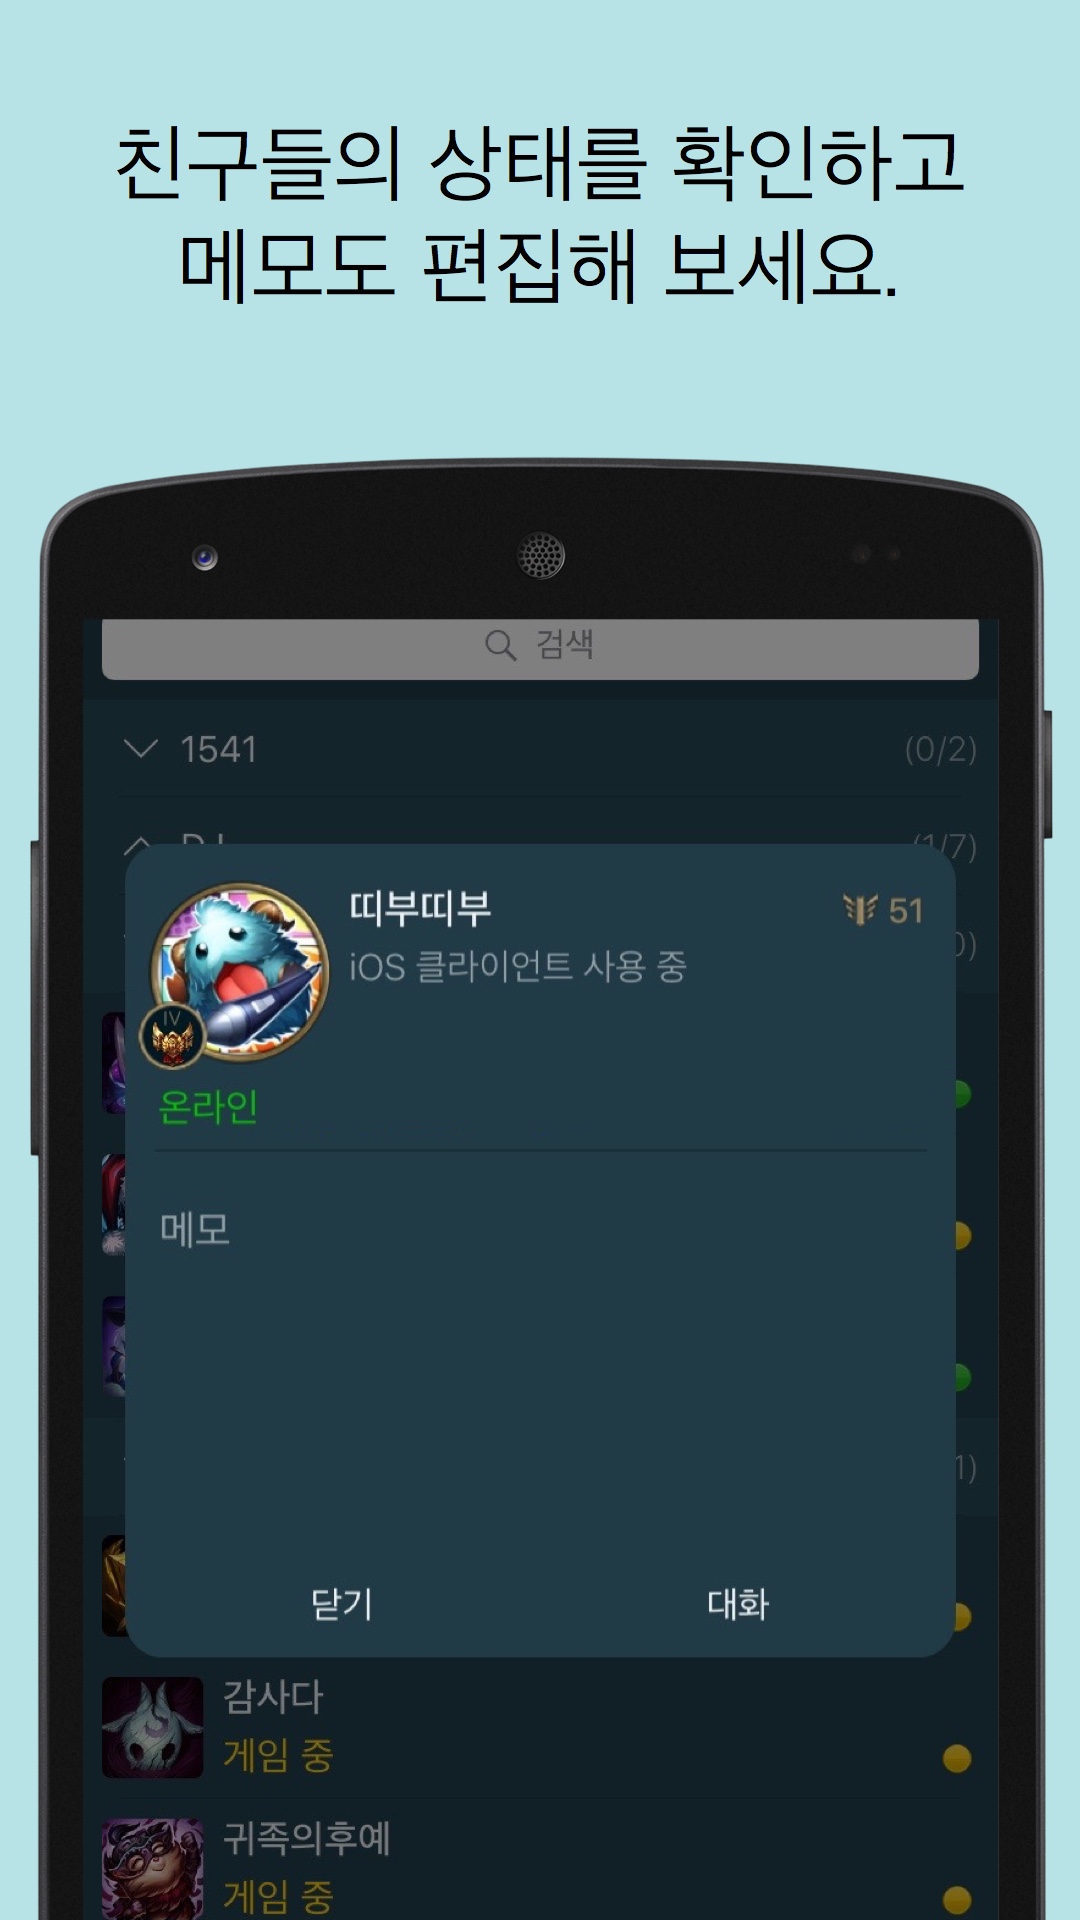 친구들의 상태를 확인하고
메모도 편집해 보세요.
검색
1541 (0/2)
(1/7)
띠부띠부 51
iOS 클라이언트 사용 중
IV
온라인
메모
닫기 대화
감사다
게임 중
귀족의후예
게임 중